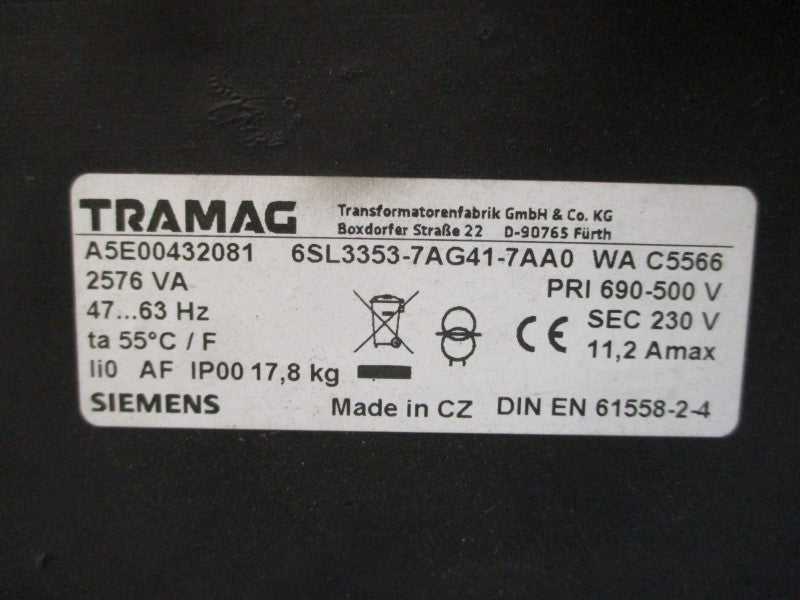 TRAMAG Transformatorenfabrik GmbH & Co. KG
Boxdorfer Straße 22 D-90765 Fürth
A5E00432081 6SL3353-7AG41-7AA0 WA C5566
2576 VA PRI 690-500 V
47...63 Hz SEC 230 V
ta 55°C / F CE 11,2 Amax
Ii0 AF IP00 17,8 kg
SIEMENS Made in CZ DIN EN 61558-2-4